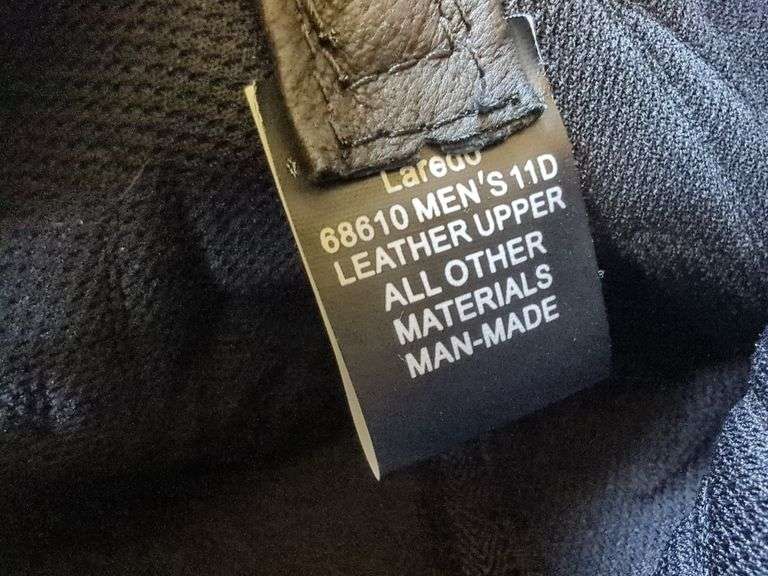 Laredo
68610 MEN'S 11D
LEATHER UPPER
ALL OTHER
MATERIALS
MAN-MADE